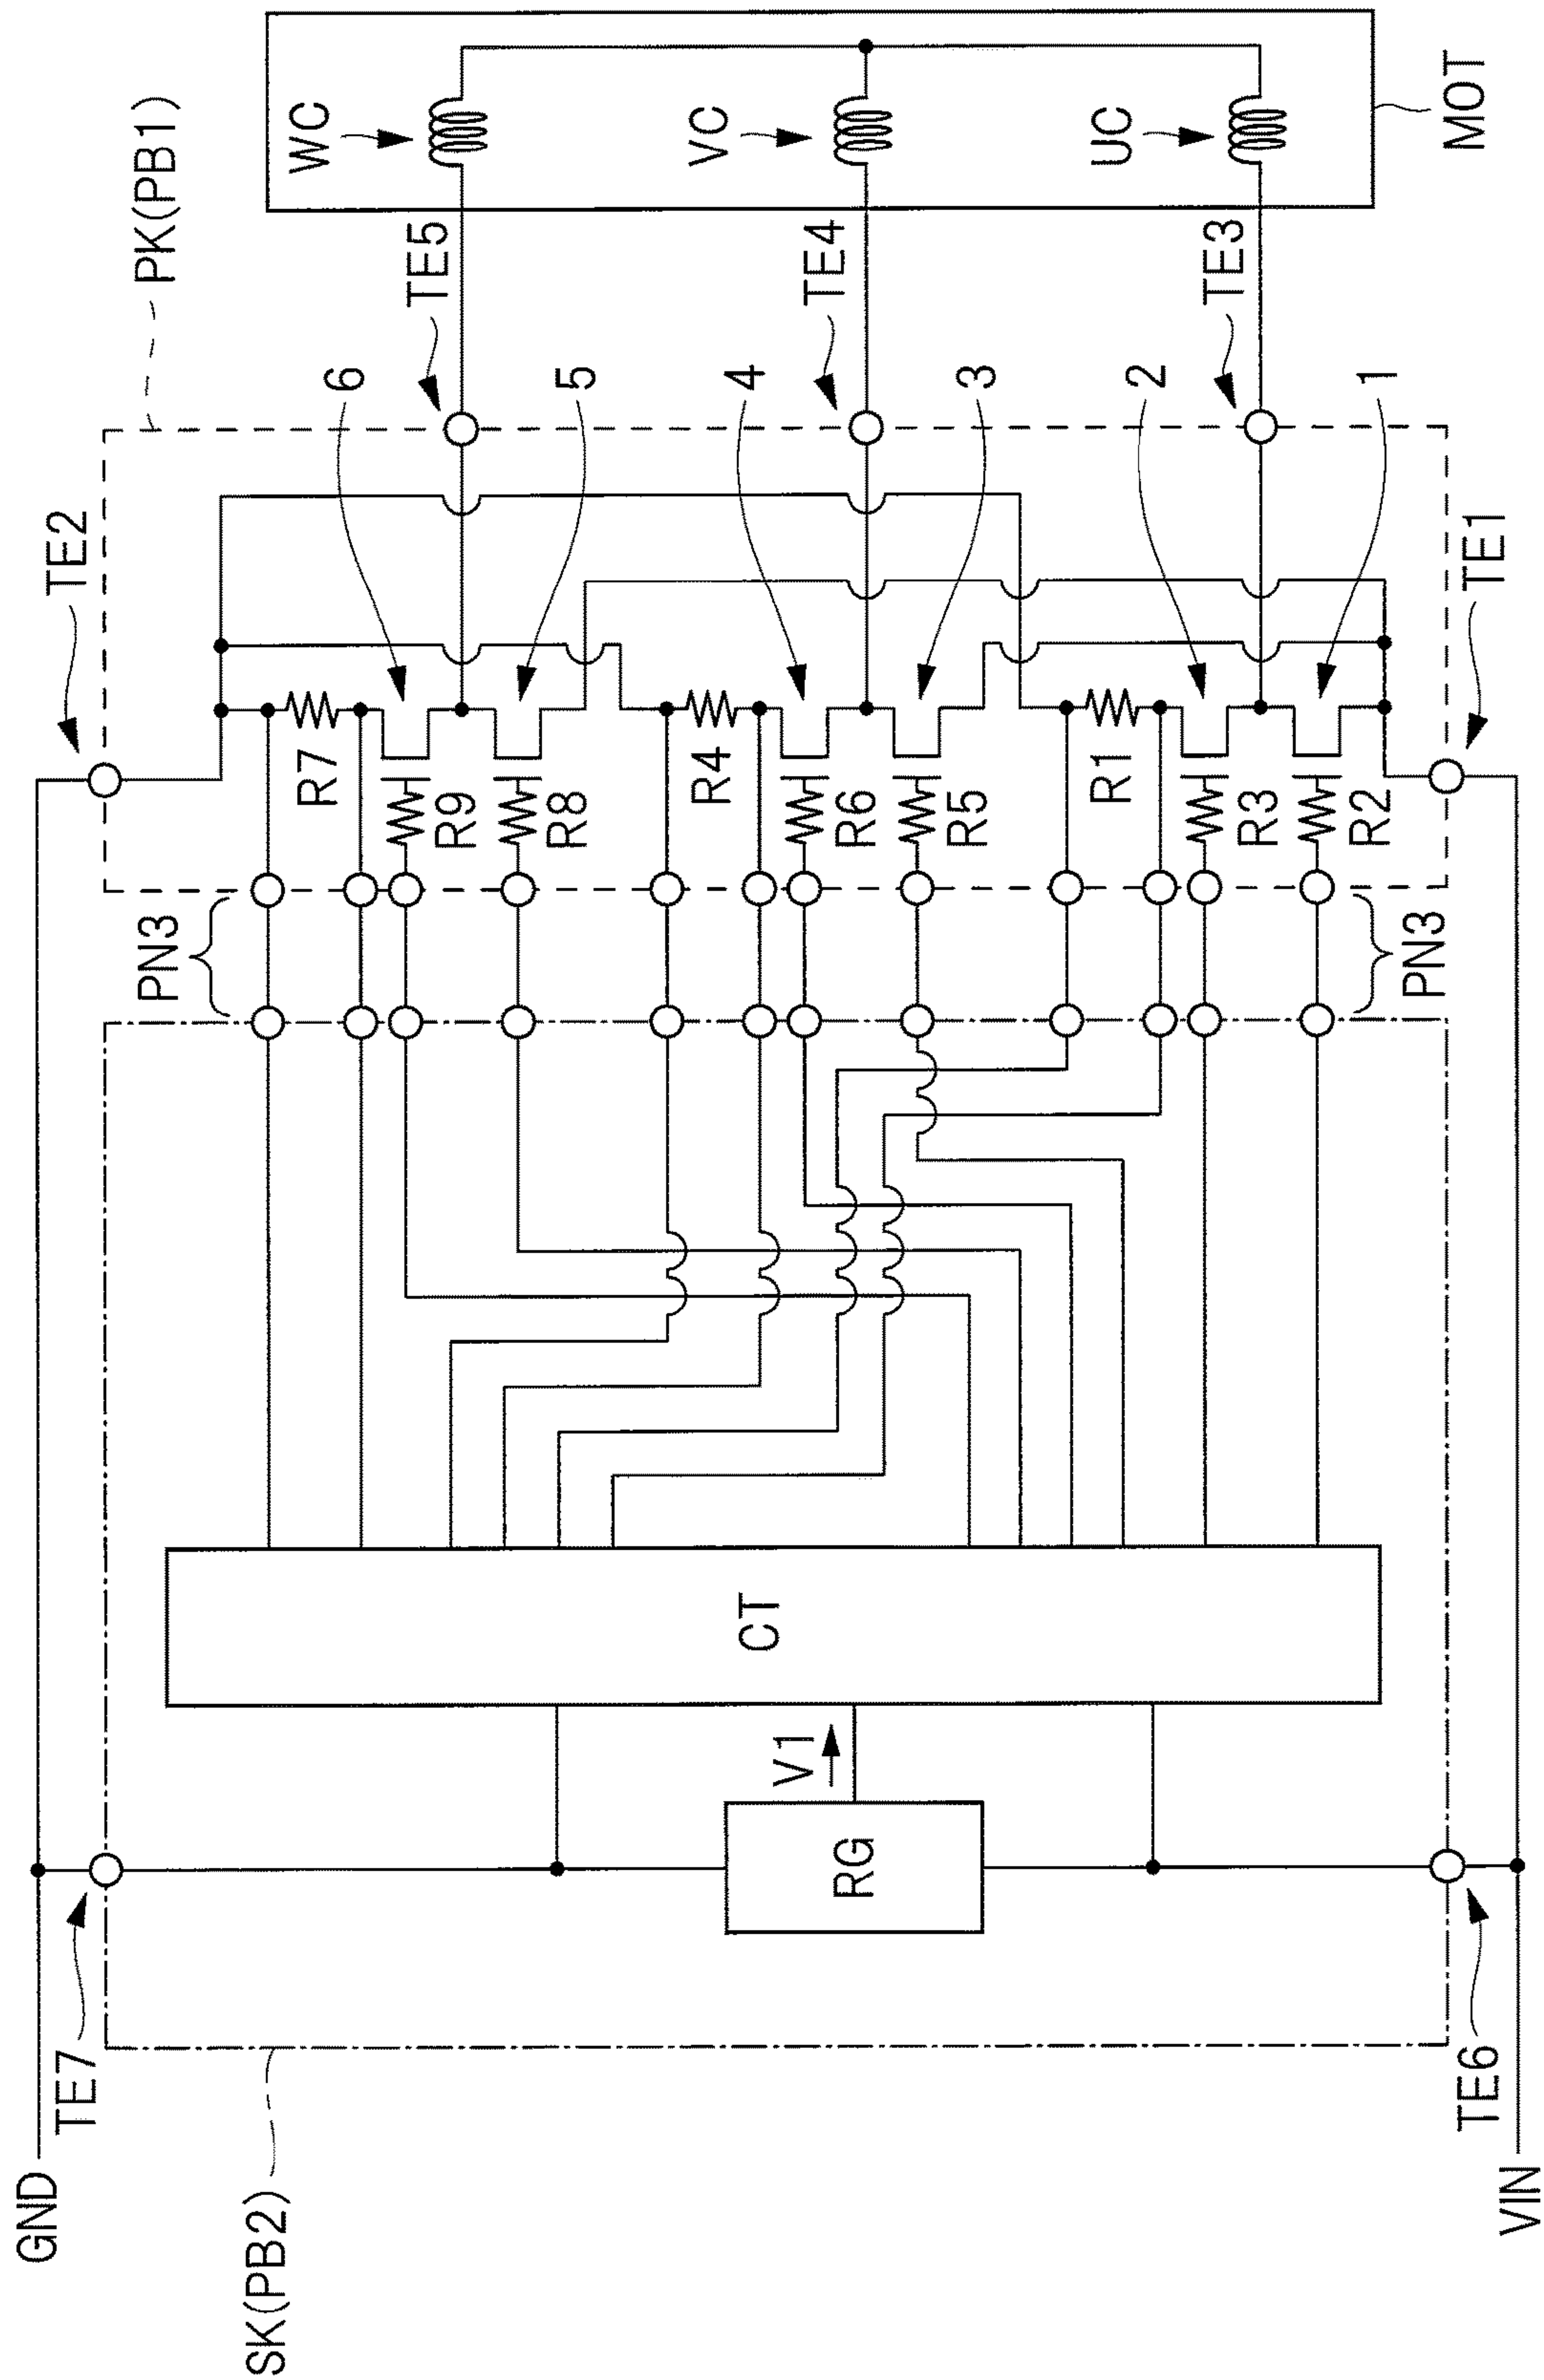 GND
TE7
SK(PB2)
TE2
PN3
PK(PB1)
R7
R9
R8
R4
R6
R5
R1
R3
R2
6
5
4
3
2
1
TE5
TE4
TE3
WC
VC
UC
MOT
TE1
PN3
CT
V1
RG
TE6
VIN